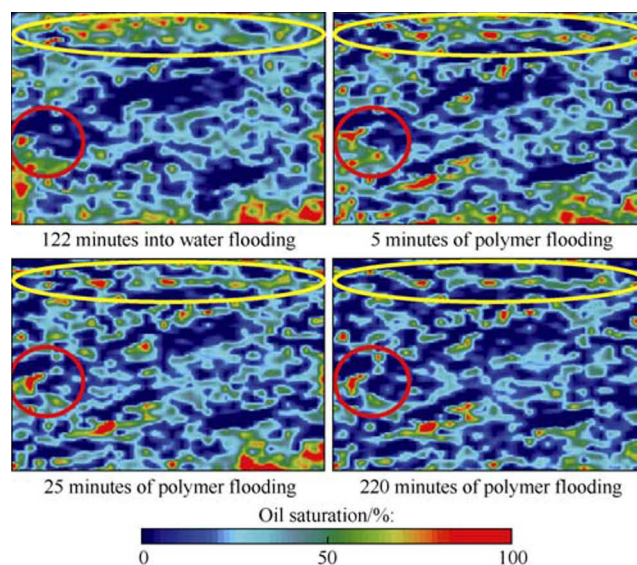 122 minutes into water flooding
5 minutes of polymer flooding
25 minutes of polymer flooding
220 minutes of polymer flooding
Oil saturation/%:
0
50
100